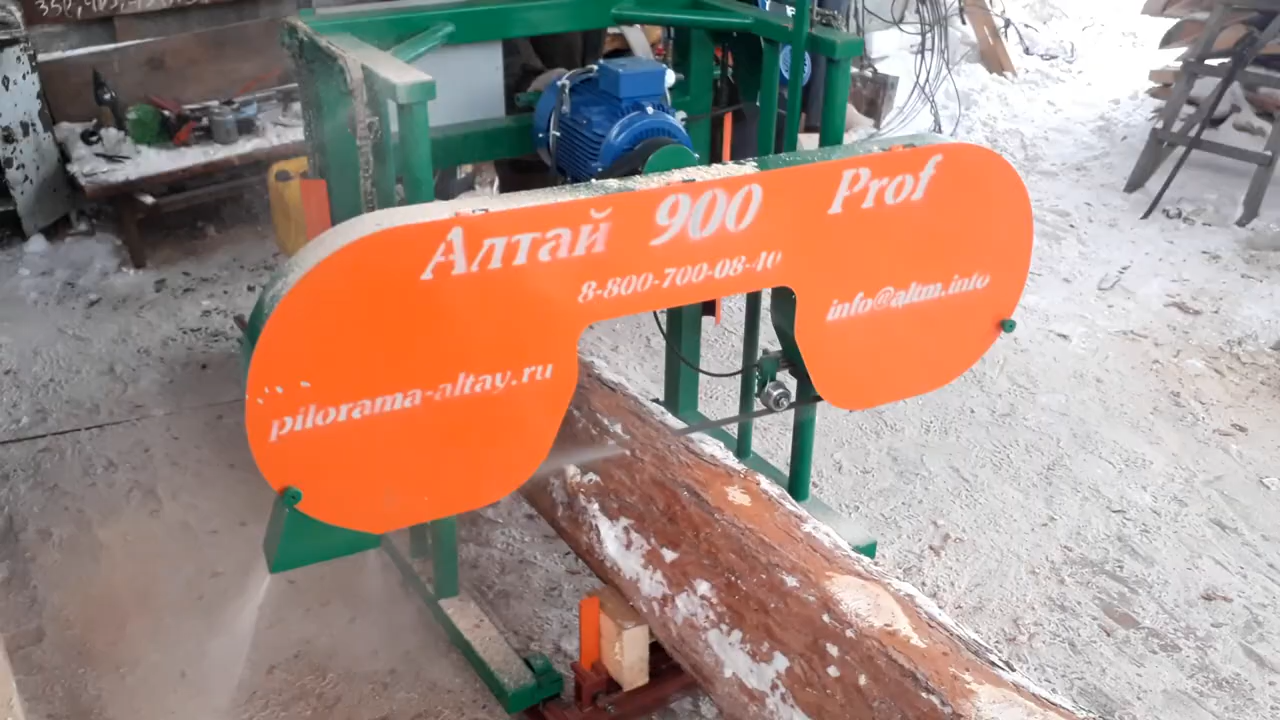 Алтай 900 Prof
8-800-700-08-40
info@altm.info
pilorama-altay.ru